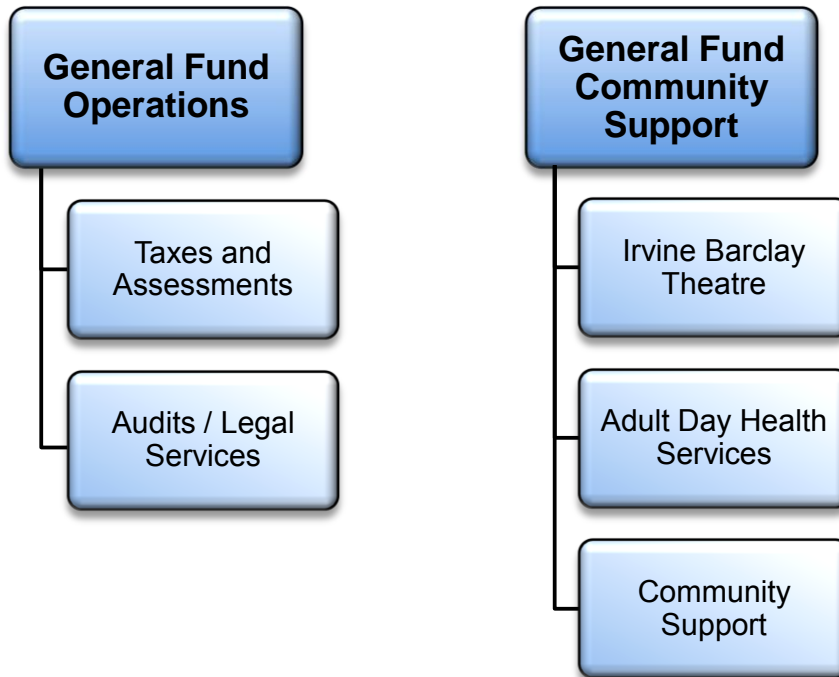 General Fund
Operations
Taxes and
Assessments
Audits / Legal
Services
General Fund
Community
Support
Irvine Barclay
Theatre
Adult Day Health
Services
Community
Support